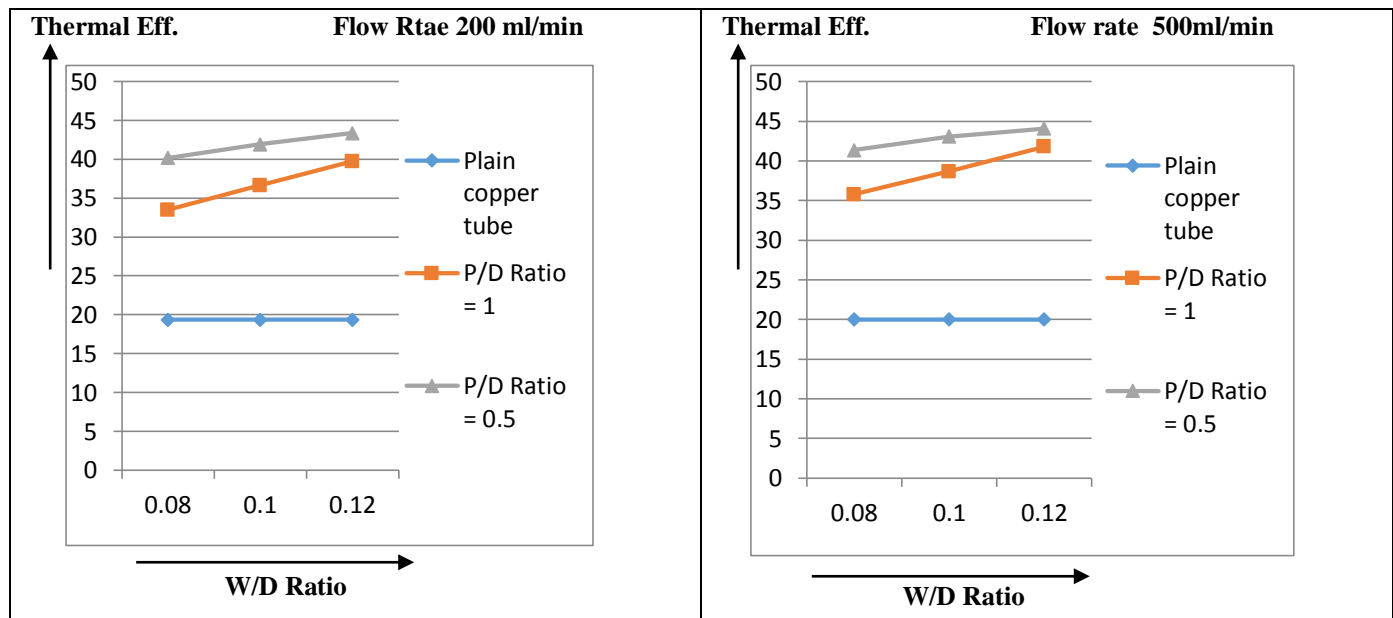 Thermal Eff. Flow Rtae 200 ml/min
50
45
40
35
30
25
20
15
10
5
0
0.08 0.1 0.12
Plain
copper
tube
P/D Ratio
= 1
P/D Ratio
= 0.5
W/D Ratio
Thermal Eff. Flow rate 500ml/min
50
45
40
35
30
25
20
15
10
5
0
0.08 0.1 0.12
Plain
copper
tube
P/D Ratio
= 1
P/D Ratio
= 0.5
W/D Ratio